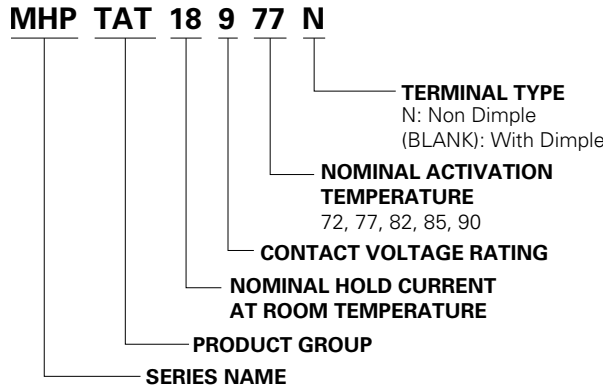 MHP TAT 18 9 77 N
TERMINAL TYPE
N: Non Dimple
(BLANK): With Dimple
NOMINAL ACTIVATION
TEMPERATURE
72, 77, 82, 85, 90
CONTACT VOLTAGE RATING
NOMINAL HOLD CURRENT
AT ROOM TEMPERATURE
PRODUCT GROUP
SERIES NAME